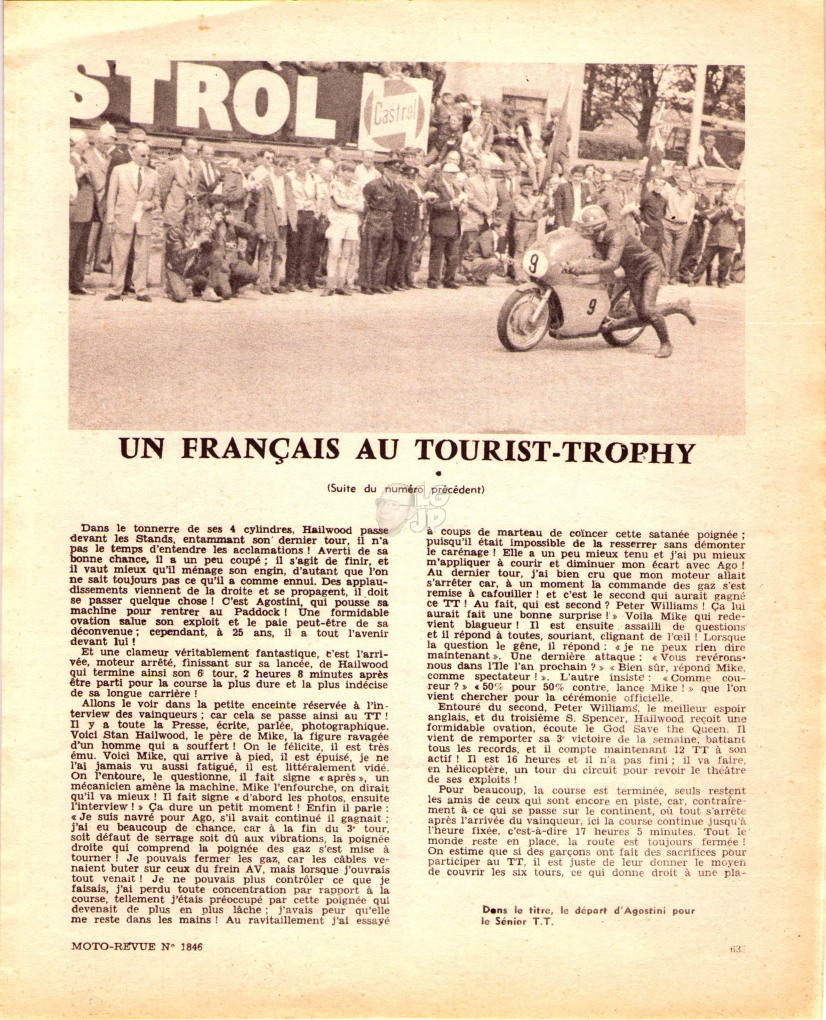 STROL
Castrol
9
9
UN FRANÇAIS AU TOURIST-TROPHY
(Suite du numéro précédent)
LG
JP
Dans le tonnerre de ses 4 cylindres, Hailwood passe
devant les Stands, entammant son dernier tour, il n'a
pas le temps d'entendre les acclamations ! Averti de sa
bonne chance, il a un peu coupé ; il s'agit de finir, et
il vaut mieux qu'il ménage son engin, d'autant que l'on
ne sait toujours pas ce qu'il a comme ennui. Des applau-
dissements viennent de la droite et se propagent, il doit
se passer quelque chose ! C'est Agostini, qui pousse sa
machine pour rentrer au Paddock ! Une formidable
ovation salue son exploit et le paie peut-être de sa
déconvenue ; cependant, à 25 ans, il a tout l'avenir
devant lui !
Et une clameur véritablement fantastique, c'est l'arri-
vée, moteur arrêté, finissant sur sa lancée, de Hailwood
qui termine ainsi son 6e tour, 2 heures 8 minutes après
être parti pour la course la plus dure et la plus indécise
de sa longue carrière !
Allons le voir dans la petite enceinte réservée à l'in-
terview des vainqueurs ; car cela se passe ainsi au TT !
Il y a toute la Presse, écrite, parlée, photographique.
Voici Stan Hailwood, le père de Mike, la figure ravagée
d'un homme qui a souffert ! On le félicite, il est très
ému. Voici Mike, qui arrive à pied, il est épuisé, je ne
l'ai jamais vu aussi fatigué, il est littéralement vidé.
On l'entoure, le questionne, il fait signe « après », un
mécanicien amène la machine. Mike l'enfourche, on dirait
qu'il va mieux ! Il fait signe « d'abord les photos, ensuite
l'interview ! » Ça dure un petit moment ! Enfin il parle :
« Je suis navré pour Ago, s'il avait continué il gagnait ;
j'ai eu beaucoup de chance, car à la fin du 3e tour,
soit défaut de serrage soit dû aux vibrations, la poignée
droite qui comprend la poignée des gaz s'est mise à
tourner ! Je pouvais fermer les gaz, car les câbles ve-
naient buter sur ceux du frein AV, mais lorsque j'ouvrais
tout venait ! Je ne pouvais plus contrôler ce que je
faisais, j'ai perdu toute concentration par rapport à la
course, tellement j'étais préoccupé par cette poignée qui
devenait de plus en plus lâche ; j'avais peur qu'elle
me reste dans les mains ! Au ravitaillement j'ai essayé
à coups de marteau de coïncer cette satanée poignée ;
puisqu'il était impossible de la resserrer sans démonter
le carénage ! Elle a un peu mieux tenu et j'ai pu mieux
m'appliquer à courir et diminuer mon écart avec Ago !
Au dernier tour, j'ai bien cru que mon moteur allait
s'arrêter car, à un moment la commande des gaz s'est
remise à cafouiller ! et c'est le second qui aurait gagné
ce TT ! Au fait, qui est second ? Peter Williams ! Ça lui
aurait fait une bonne surprise ! » Voila Mike qui rede-
vient blagueur ! Il est ensuite assailli de questions
et il répond à toutes, souriant, clignant de l'œil ! Lorsque
la question le gêne, il répond : « je ne peux rien dire
maintenant ». Une dernière attaque : « Vous revérons-
nous dans l'île l'an prochain ? » « Bien sûr, répond Mike,
comme spectateur ! ». L'autre insiste : « Comme cou-
reur ? » « 50% pour 50% contre, lance Mike ! » que l'on
vient chercher pour la cérémonie officielle.
Entouré du second, Peter Williams, le meilleur espoir
anglais, et du troisième S. Spencer, Hailwood reçoit une
formidable ovation, écoute le God Save the Queen. Il
vient de remporter sa 3e victoire de la semaine, battant
tous les records, et il compte maintenant 12 TT à son
actif ! Il est 16 heures et il n'a pas fini ; il va faire,
en hélicoptère, un tour du circuit pour revoir le théâtre
de ses exploits !
Pour beaucoup, la course est terminée, seuls restent
les amis de ceux qui sont encore en piste, car, contraire-
ment à ce qui se passe sur le continent, où tout s'arrête
après l'arrivée du vainqueur, ici la course continue jusqu'à
l'heure fixée, c'est-à-dire 17 heures 5 minutes. Tout le
monde reste en place, la route est toujours fermée !
On estime que si des garçons ont fait des sacrifices pour
participer au TT, il est juste de leur donner le moyen
de couvrir les six tours, ce qui donne droit à une pla-
Dans le titre, le départ d'Agostini pour
le Sénior T.T.
MOTO-REVUE N° 1846